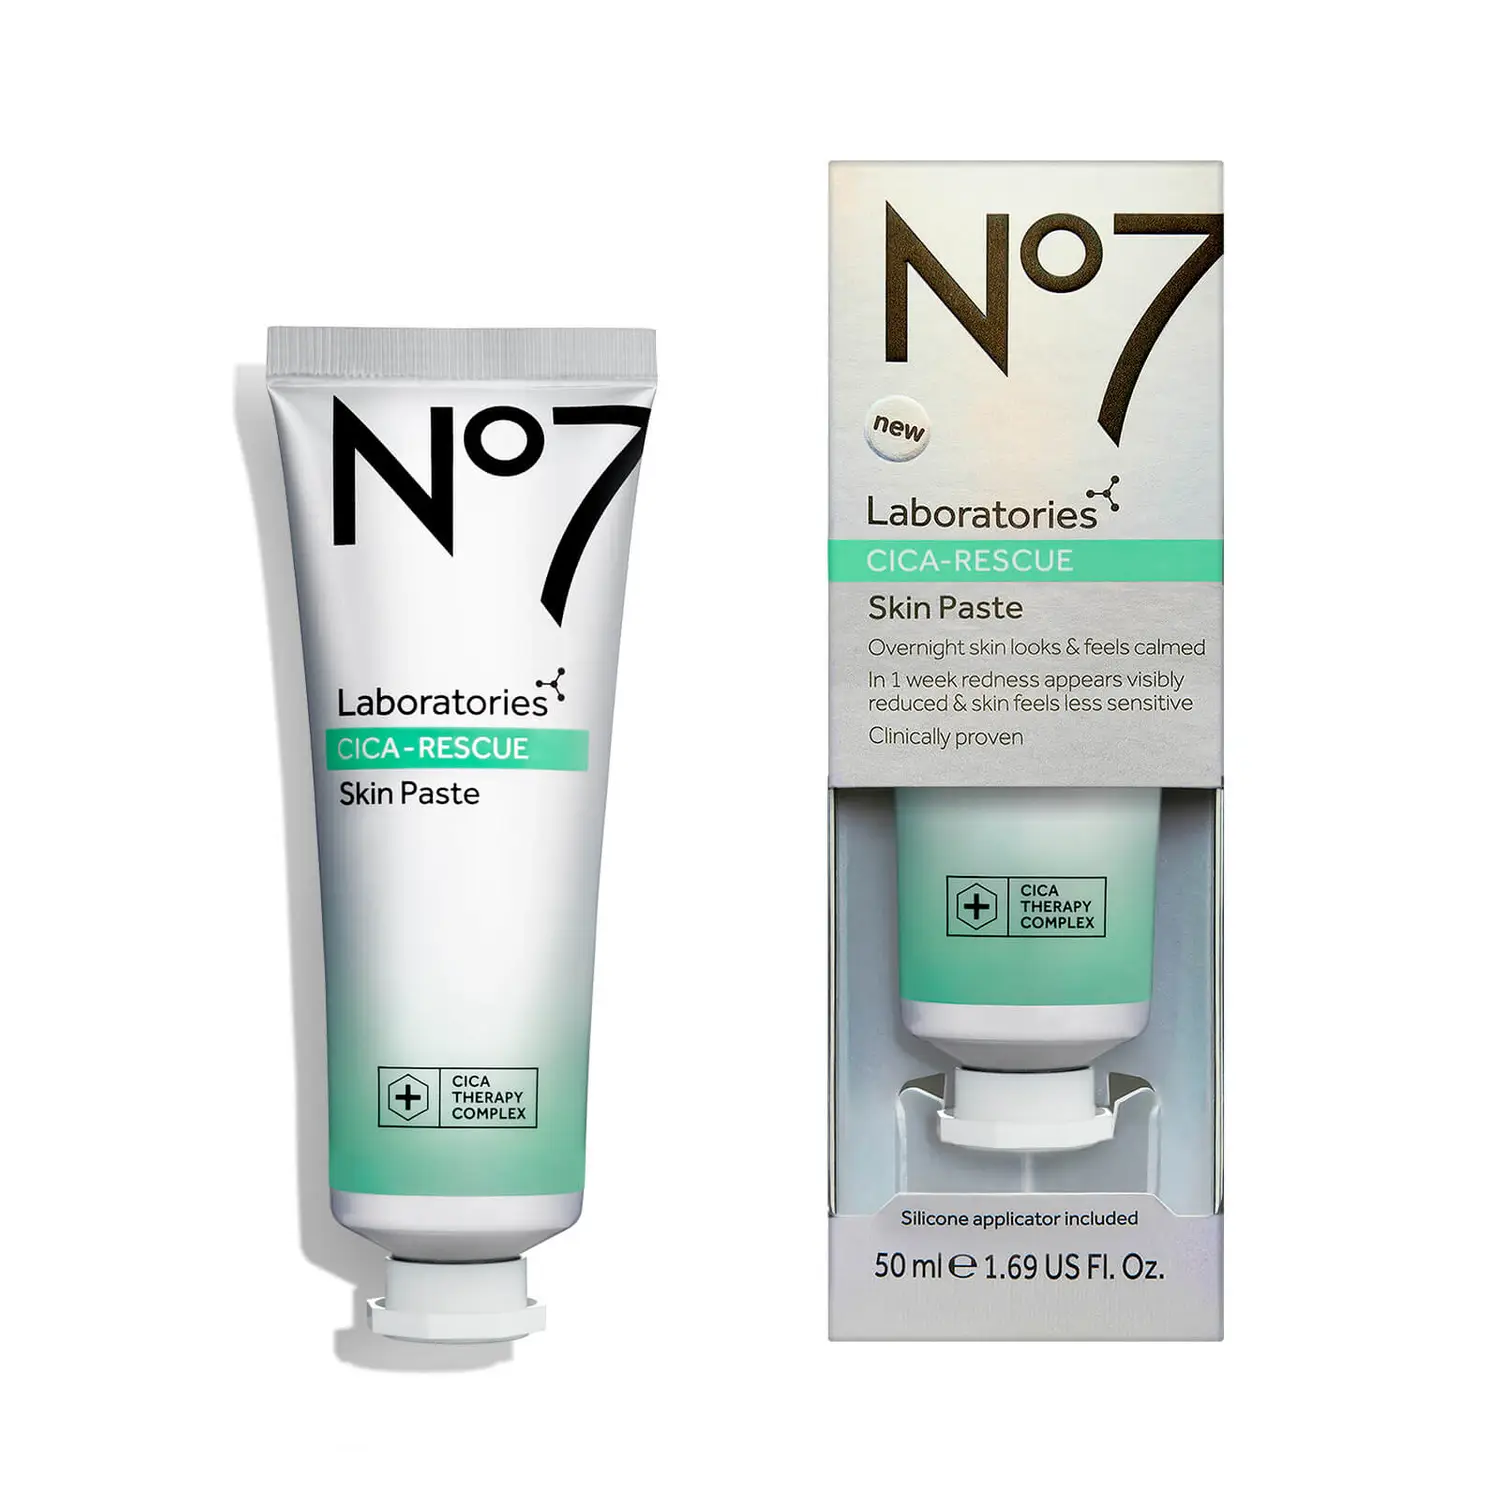 No7
Laboratories
CICA-RESCUE
Skin Paste
CICA
THERAPY
COMPLEX
No7
new
Laboratories
CICA-RESCUE
Skin Paste
Overnight skin looks & feels calmed
In 1 week redness appears visibly
reduced & skin feels less sensitive
Clinically proven
CICA
THERAPY
COMPLEX
Silicone applicator included
50 ml ℮ 1.69 US Fl. Oz.